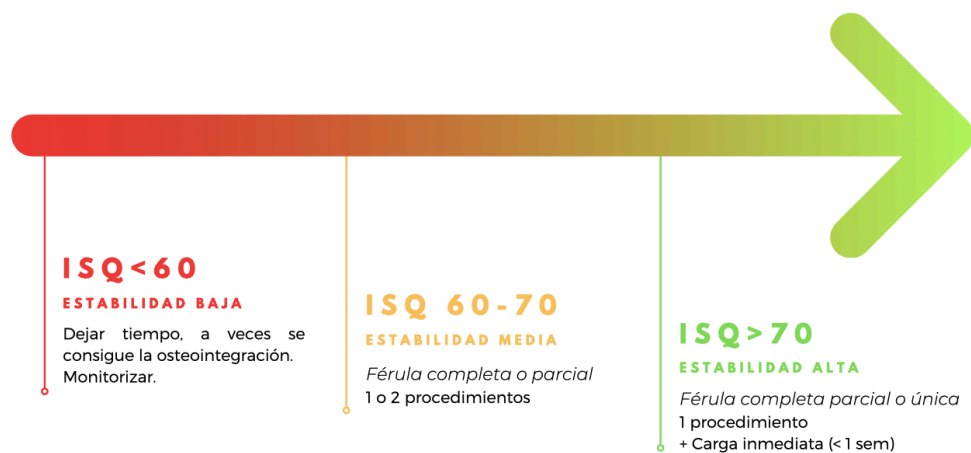 ISQ<60
ESTABILIDAD BAJA
Dejar tiempo, a veces se
consigue la osteointegración.
Monitorizar.
ISQ 60-70
ESTABILIDAD MEDIA
Férula completa o parcial
1 o 2 procedimientos
ISQ>70
ESTABILIDAD ALTA
Férula completa parcial o única
1 procedimiento
+ Carga inmediata (< 1 sem)